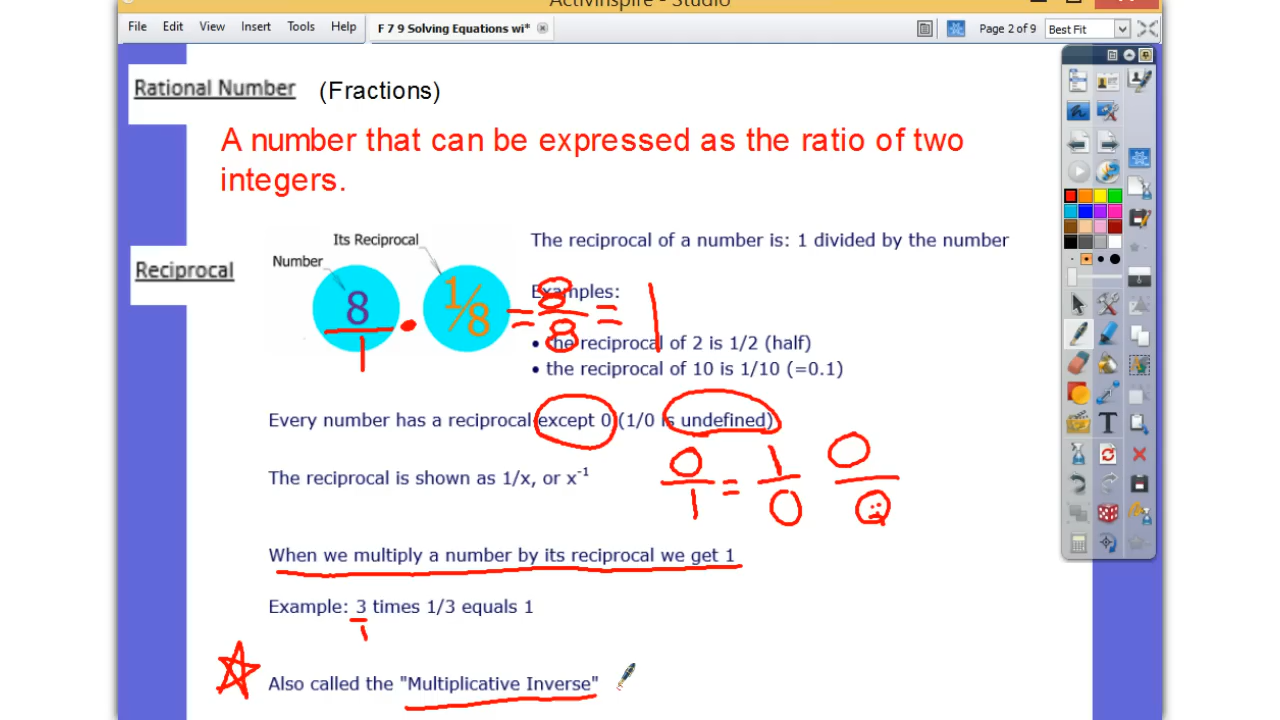 ActivInspire - Studio
File Edit View Insert Tools Help F 7 9 Solving Equations wi* Page 2 of 9 Best Fit
Rational Number (Fractions)
A number that can be expressed as the ratio of two
integers.
Its Reciprocal
The reciprocal of a number is: 1 divided by the number
Number
Reciprocal
8/1 • 1/8 = 8/8 = 1
Examples:
• the reciprocal of 2 is 1/2 (half)
• the reciprocal of 10 is 1/10 (=0.1)
Every number has a reciprocal except 0 (1/0 is undefined)
0/1 = 1/0 0
The reciprocal is shown as 1/x, or x⁻¹
When we multiply a number by its reciprocal we get 1
Example: 3 times 1/3 equals 1
1
Also called the "Multiplicative Inverse"
T